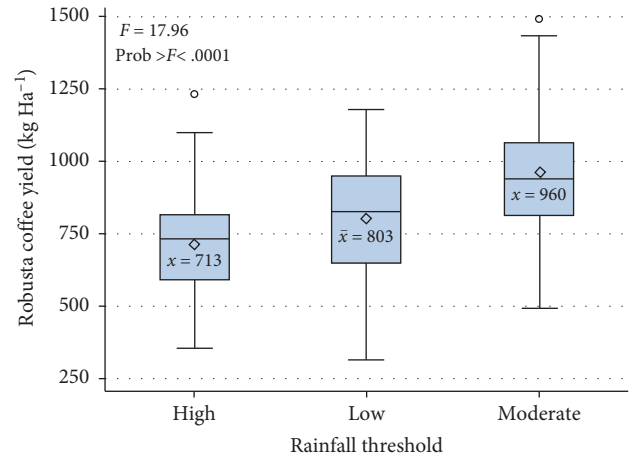 1500
1250
1000
750
500
250
Robusta coffee yield (kg Ha⁻¹)
F = 17.96
Prob >F< .0001
x = 713
x̄ = 803
x = 960
High
Low
Moderate
Rainfall threshold